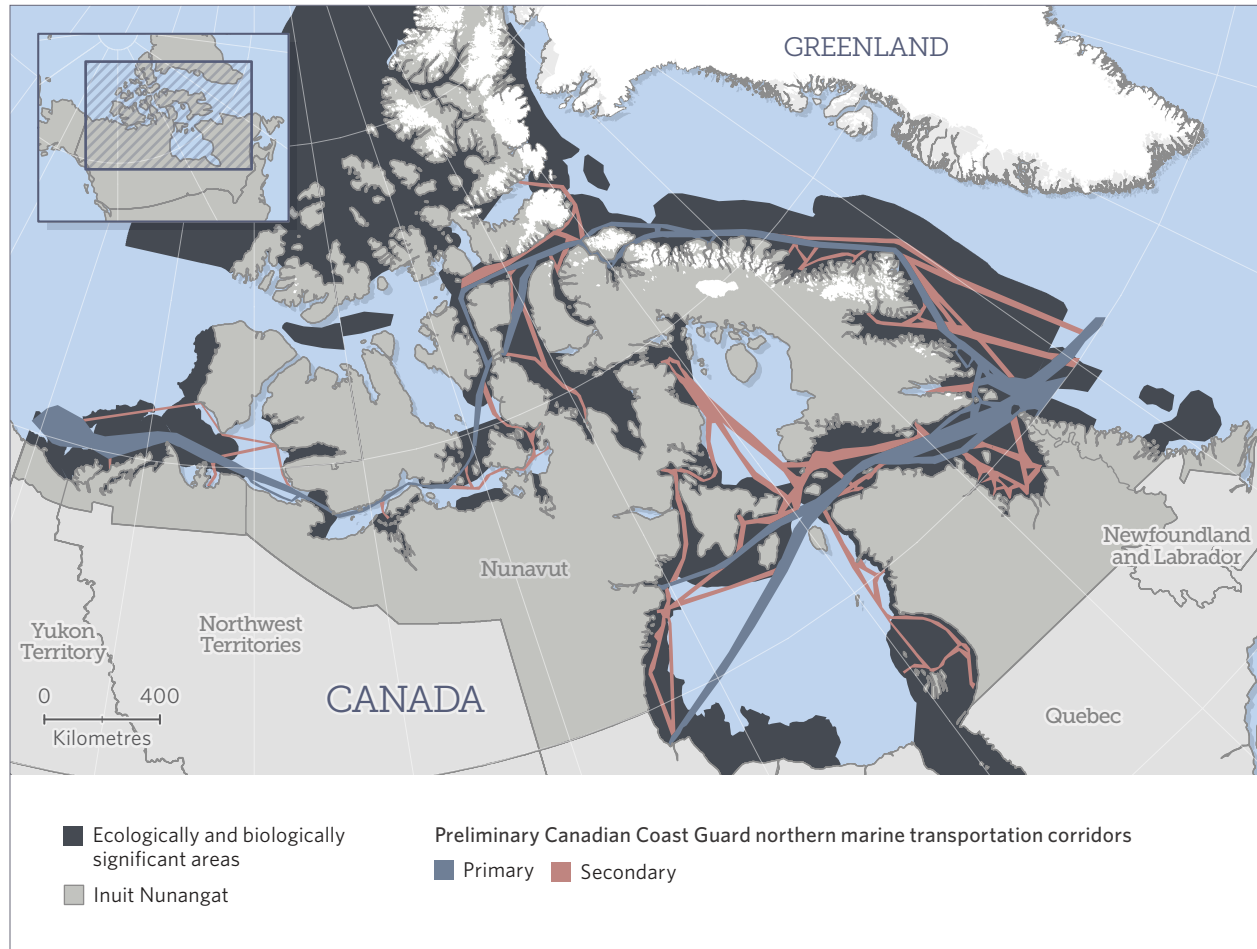 GREENLAND
Newfoundland
and Labrador
Nunavut
Yukon
Territory
Northwest
Territories
CANADA
Quebec
0 400
Kilometres
Ecologically and biologically
significant areas
Inuit Nunangat
Preliminary Canadian Coast Guard northern marine transportation corridors
Primary
Secondary